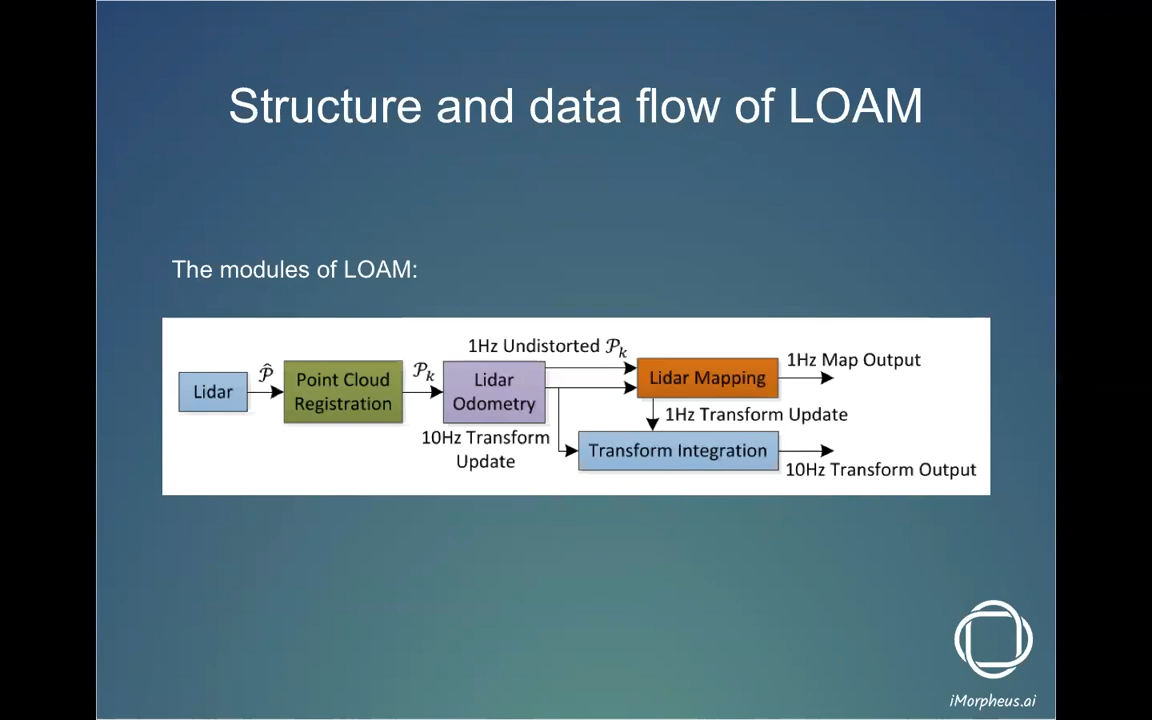 Structure and data flow of LOAM
The modules of LOAM:
Lidar
𝒫̂
Point Cloud
Registration
𝒫k
Lidar
Odometry
1Hz Undistorted 𝒫k
10Hz Transform
Update
Lidar Mapping
1Hz Map Output
1Hz Transform Update
Transform Integration
10Hz Transform Output
iMorpheus.ai